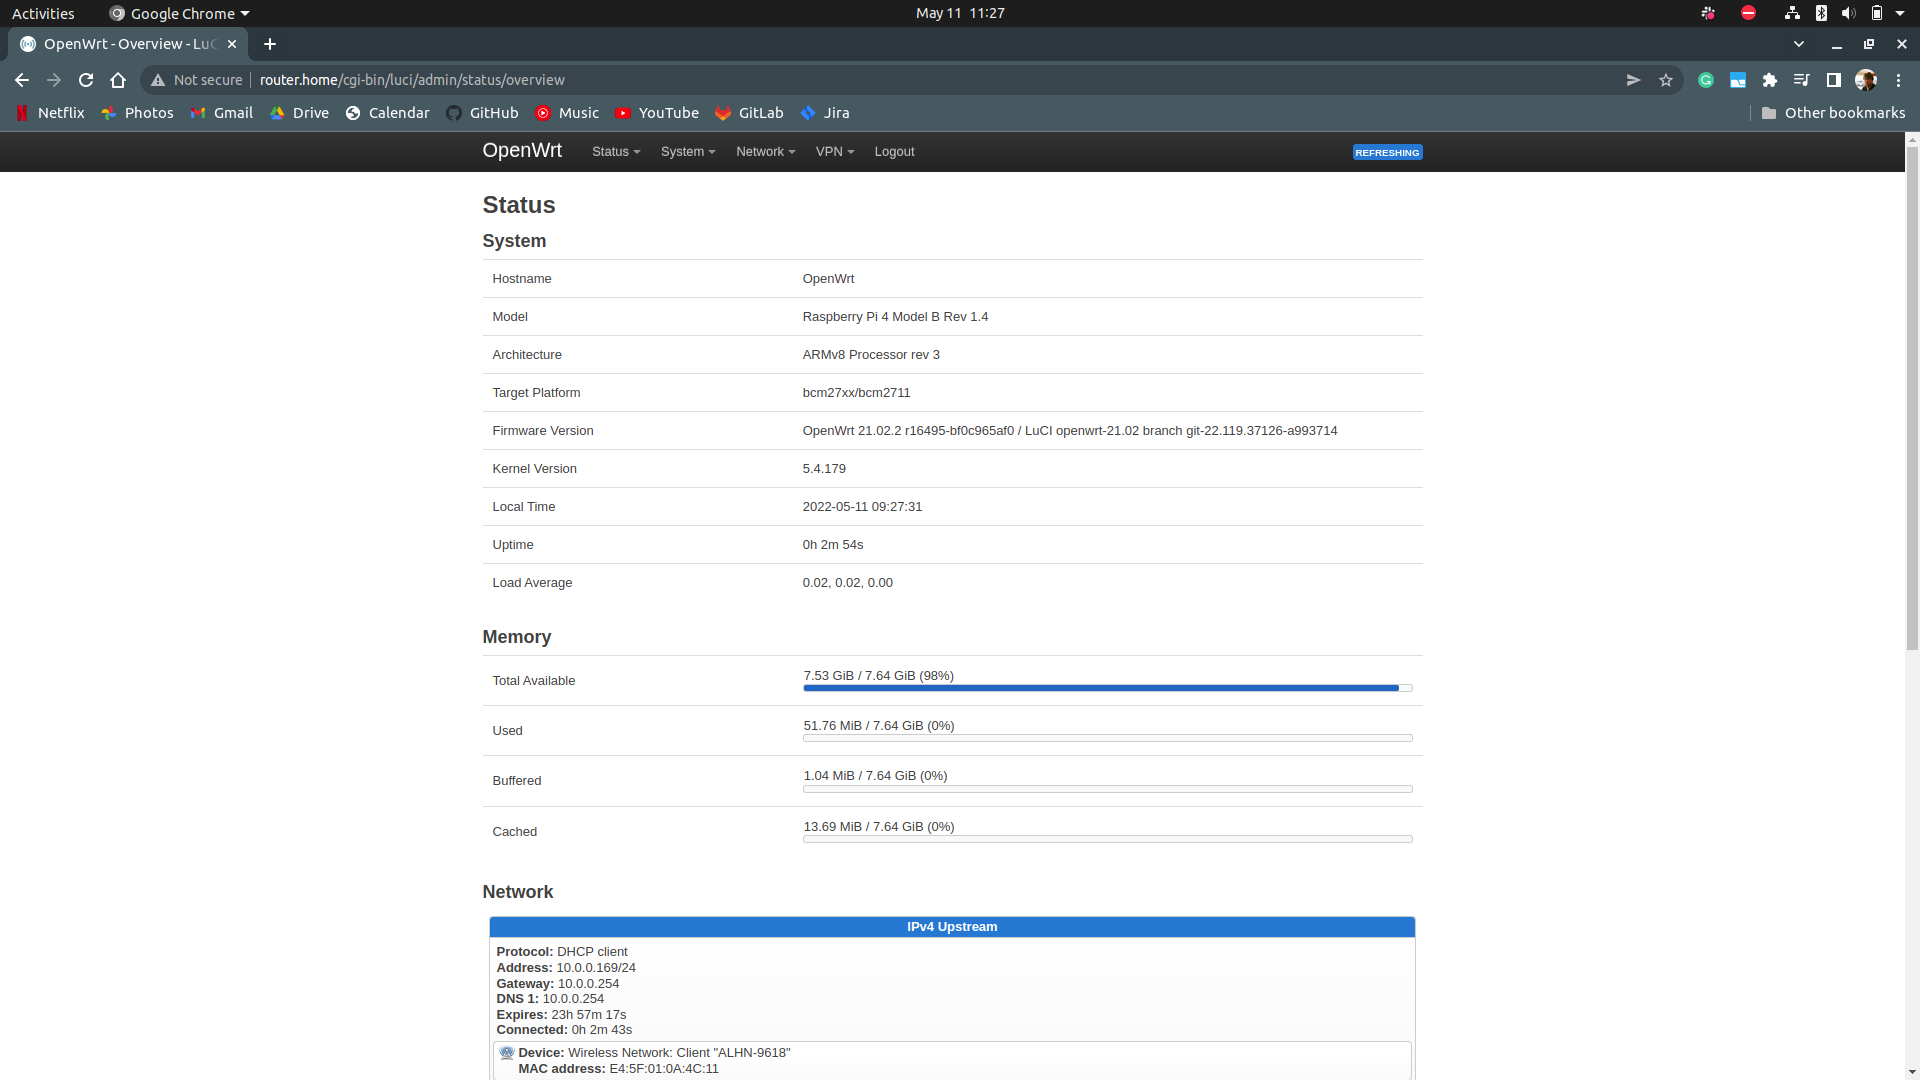 Activities Google Chrome May 11 11:27
OpenWrt - Overview - LuC
Not secure router.home/cgi-bin/luci/admin/status/overview
Netflix Photos Gmail Drive Calendar GitHub Music YouTube GitLab Jira Other bookmarks
OpenWrt Status System Network VPN Logout REFRESHING
Status
System
Hostname OpenWrt
Model Raspberry Pi 4 Model B Rev 1.4
Architecture ARMv8 Processor rev 3
Target Platform bcm27xx/bcm2711
Firmware Version OpenWrt 21.02.2 r16495-bf0c965af0 / LuCI openwrt-21.02 branch git-22.119.37126-a993714
Kernel Version 5.4.179
Local Time 2022-05-11 09:27:31
Uptime 0h 2m 54s
Load Average 0.02, 0.02, 0.00
Memory
Total Available 7.53 GiB / 7.64 GiB (98%)
Used 51.76 MiB / 7.64 GiB (0%)
Buffered 1.04 MiB / 7.64 GiB (0%)
Cached 13.69 MiB / 7.64 GiB (0%)
Network
IPv4 Upstream
Protocol: DHCP client
Address: 10.0.0.169/24
Gateway: 10.0.0.254
DNS 1: 10.0.0.254
Expires: 23h 57m 17s
Connected: 0h 2m 43s
Device: Wireless Network: Client "ALHN-9618"
MAC address: E4:5F:01:0A:4C:11